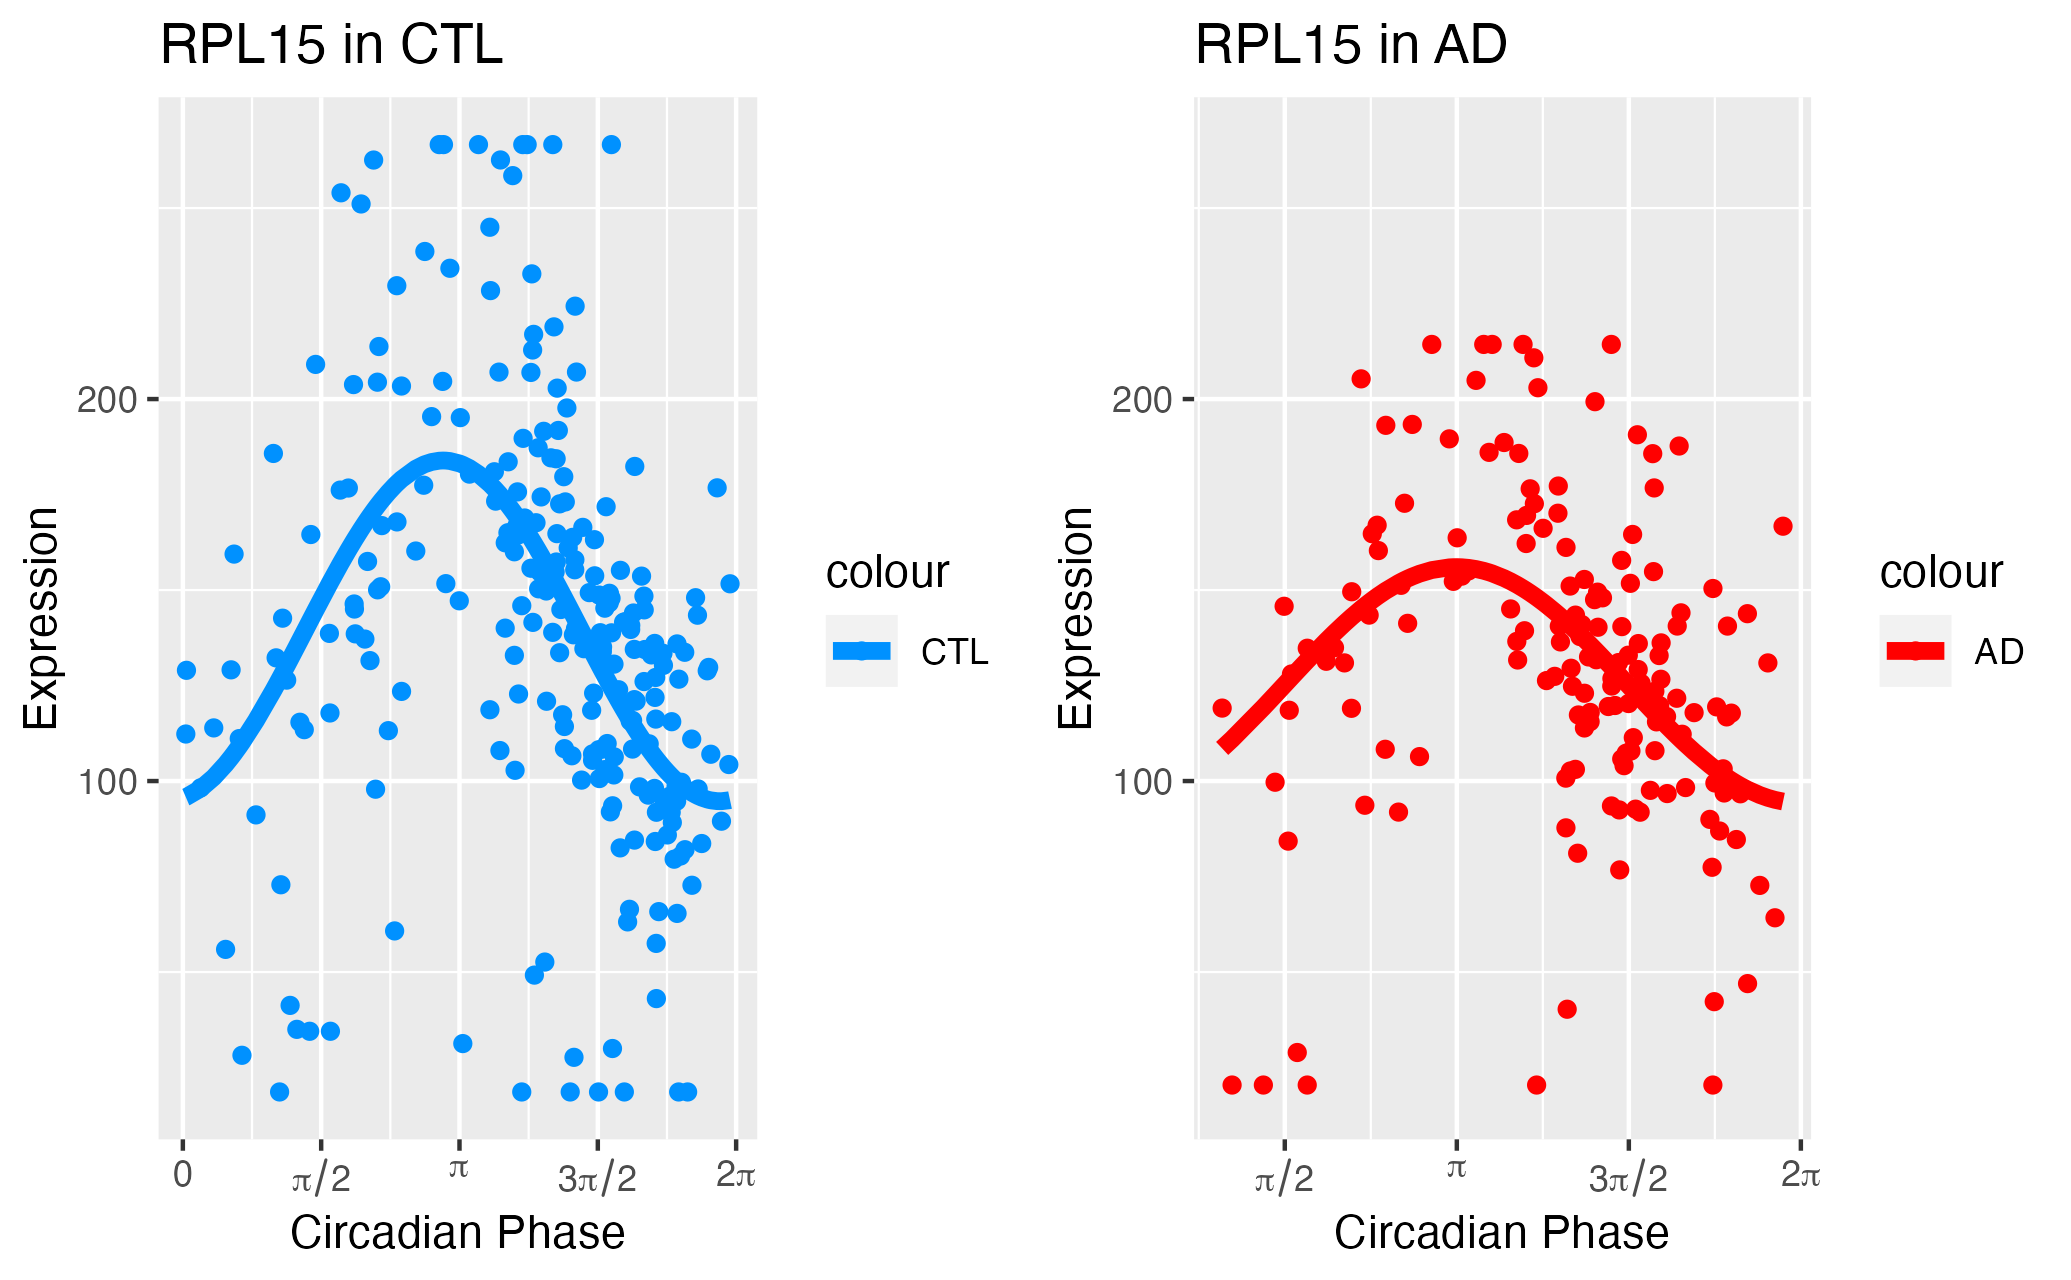 RPL15 in CTL
Expression
200
100
0
π/2
π
3π/2
2π
Circadian Phase
colour
CTL
RPL15 in AD
Expression
200
100
π/2
π
3π/2
2π
Circadian Phase
colour
AD